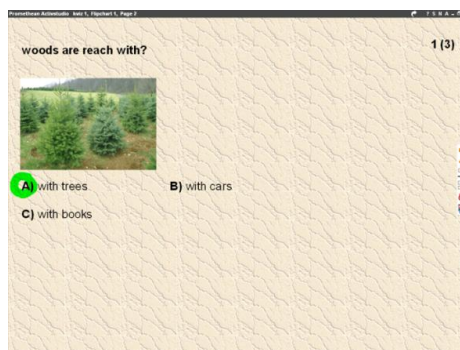 Promethean Activstudio kviz 1, Flipchart 1, Page 2
woods are reach with?
1 (3)
A) with trees
B) with cars
C) with books